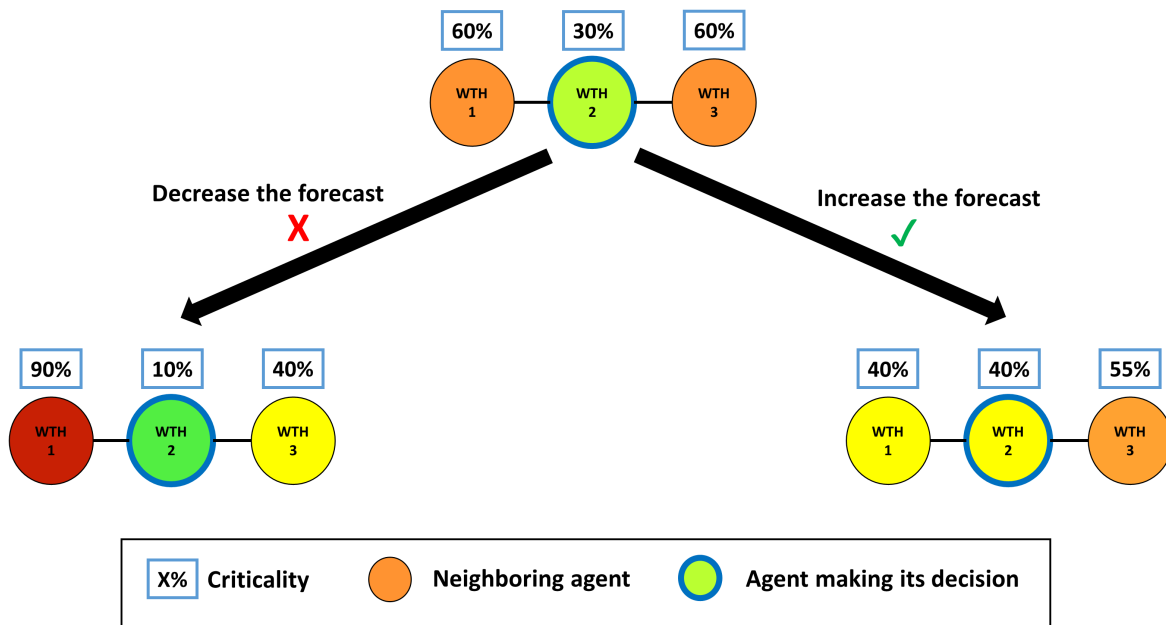 60% 30% 60%
WTH WTH WTH
1 2 3
Decrease the forecast
X
Increase the forecast
✓
90% 10% 40%
WTH WTH WTH
1 2 3
40% 40% 55%
WTH WTH WTH
1 2 3
X% Criticality Neighboring agent Agent making its decision